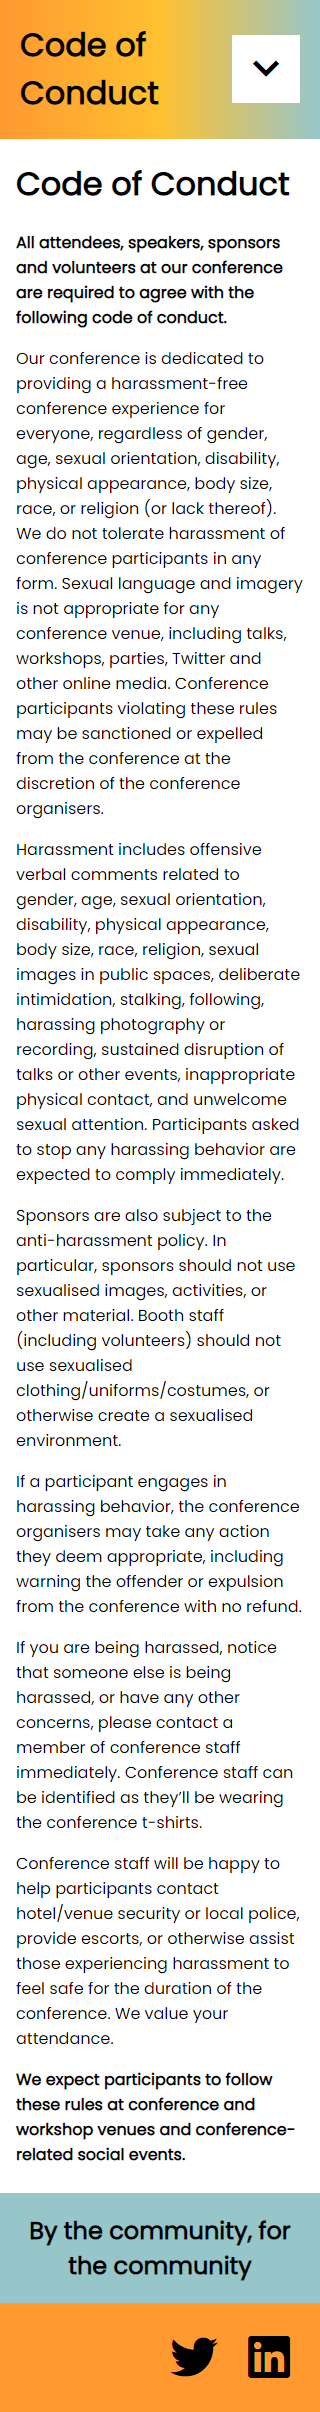 Code of
Conduct
Code of Conduct
All attendees, speakers, sponsors
and volunteers at our conference
are required to agree with the
following code of conduct.
Our conference is dedicated to
providing a harassment-free
conference experience for
everyone, regardless of gender,
age, sexual orientation, disability,
physical appearance, body size,
race, or religion (or lack thereof).
We do not tolerate harassment of
conference participants in any
form. Sexual language and imagery
is not appropriate for any
conference venue, including talks,
workshops, parties, Twitter and
other online media. Conference
participants violating these rules
may be sanctioned or expelled
from the conference at the
discretion of the conference
organisers.
Harassment includes offensive
verbal comments related to
gender, age, sexual orientation,
disability, physical appearance,
body size, race, religion, sexual
images in public spaces, deliberate
intimidation, stalking, following,
harassing photography or
recording, sustained disruption of
talks or other events, inappropriate
physical contact, and unwelcome
sexual attention. Participants asked
to stop any harassing behavior are
expected to comply immediately.
Sponsors are also subject to the
anti-harassment policy. In
particular, sponsors should not use
sexualised images, activities, or
other material. Booth staff
(including volunteers) should not
use sexualised
clothing/uniforms/costumes, or
otherwise create a sexualised
environment.
If a participant engages in
harassing behavior, the conference
organisers may take any action
they deem appropriate, including
warning the offender or expulsion
from the conference with no refund.
If you are being harassed, notice
that someone else is being
harassed, or have any other
concerns, please contact a
member of conference staff
immediately. Conference staff can
be identified as they’ll be wearing
the conference t-shirts.
Conference staff will be happy to
help participants contact
hotel/venue security or local police,
provide escorts, or otherwise assist
those experiencing harassment to
feel safe for the duration of the
conference. We value your
attendance.
We expect participants to follow
these rules at conference and
workshop venues and conference-
related social events.
By the community, for
the community
in